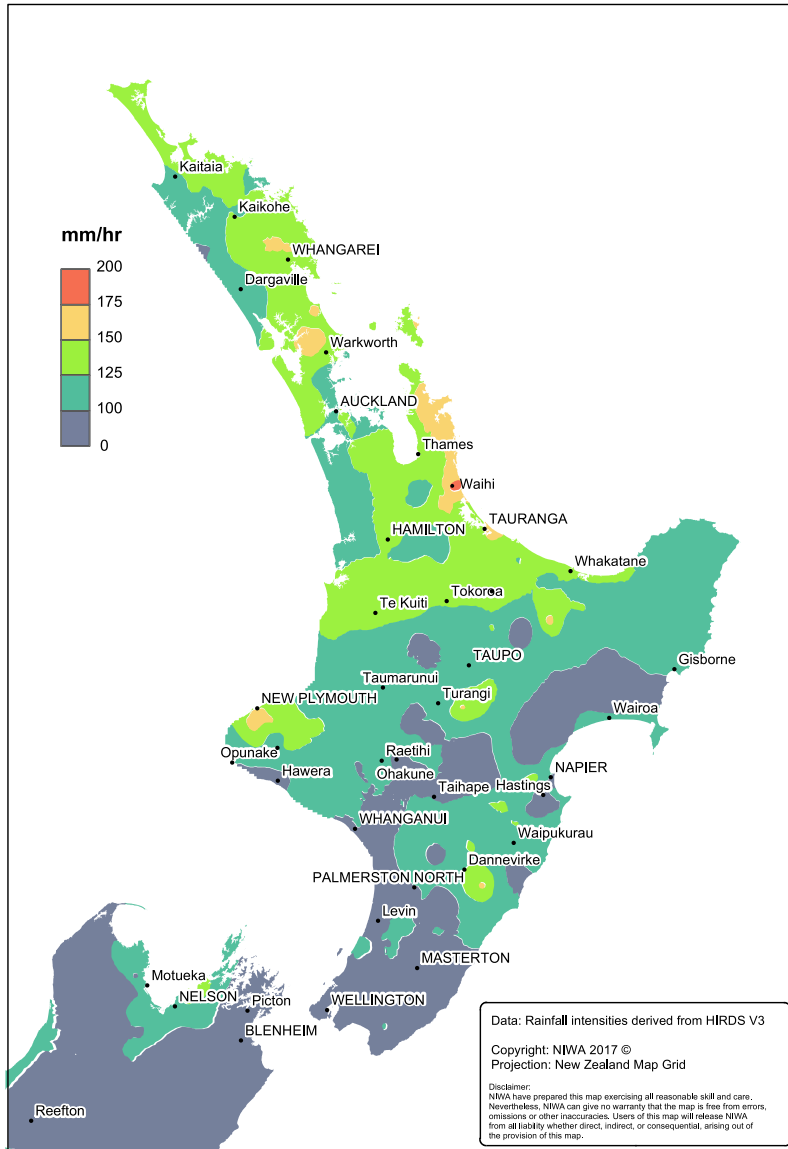 Kaitaia
Kaikohe
mm/hr
WHANGAREI
200
Dargaville
175
150
Warkworth
125
100
AUCKLAND
0
Thames
Waihi
TAURANGA
HAMILTON
Whakatane
Tokoroa
Te Kuiti
TAUPO
Gisborne
Taumarunui
Turangi
NEW PLYMOUTH
Wairoa
Opunake
Raetihi
Ohakune
NAPIER
Hawera
Hastings
Taihape
WHANGANUI
Waipukurau
Dannevirke
PALMERSTON NORTH
Levin
MASTERTON
Motueka
NELSON
Picton
WELLINGTON
BLENHEIM
Reefton
Data: Rainfall intensities derived from HIRDS V3
Copyright: NIWA 2017 ©
Projection: New Zealand Map Grid
Disclaimer:
NIWA have prepared this map exercising all reasonable skill and care.
Nevertheless, NIWA can give no warranty that the map is free from errors,
omissions or other inaccuracies. Users of this map will release NIWA
from all liability whether direct, indirect, or consequential, arising out of
the provision of this map.